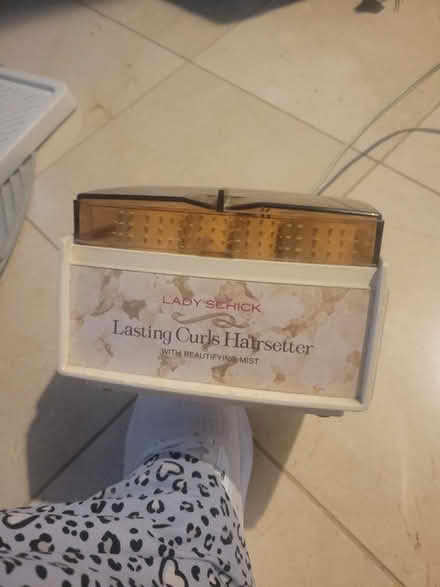 LADY SCHICK
Lasting Curls Hairsetter
WITH BEAUTIFYING MIST